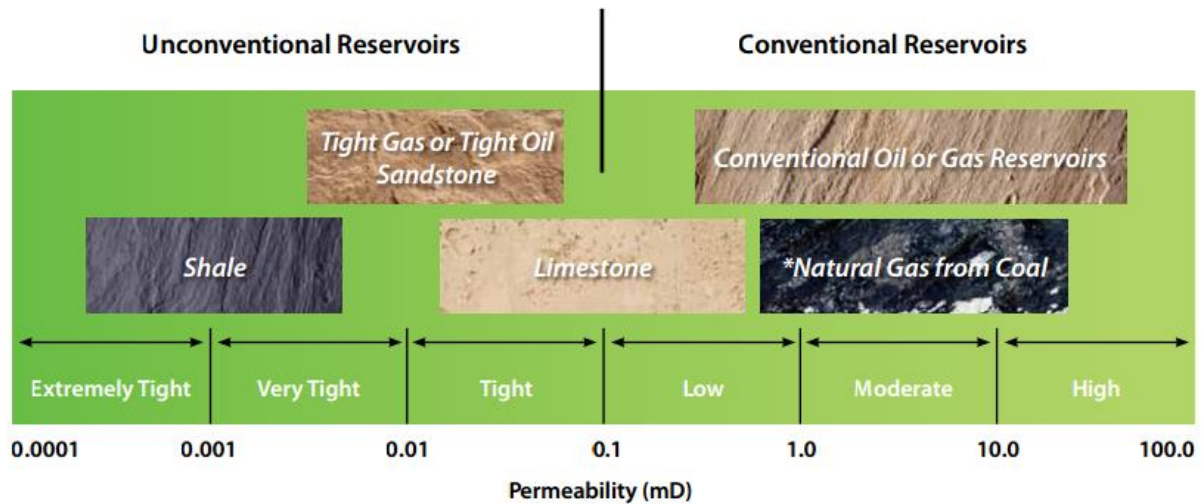 Unconventional Reservoirs
Conventional Reservoirs
Tight Gas or Tight Oil
Sandstone
Conventional Oil or Gas Reservoirs
Shale
Limestone
*Natural Gas from Coal
Extremely Tight
Very Tight
Tight
Low
Moderate
High
0.0001
0.001
0.01
0.1
1.0
10.0
100.0
Permeability (mD)